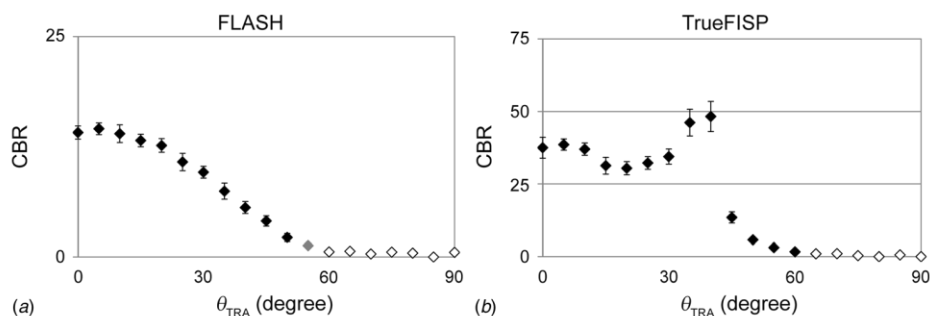 FLASH
25
CBR
0
0 30 60 90
(a) θTRA (degree)
TrueFISP
75
50
CBR
25
0
0 30 60 90
(b) θTRA (degree)